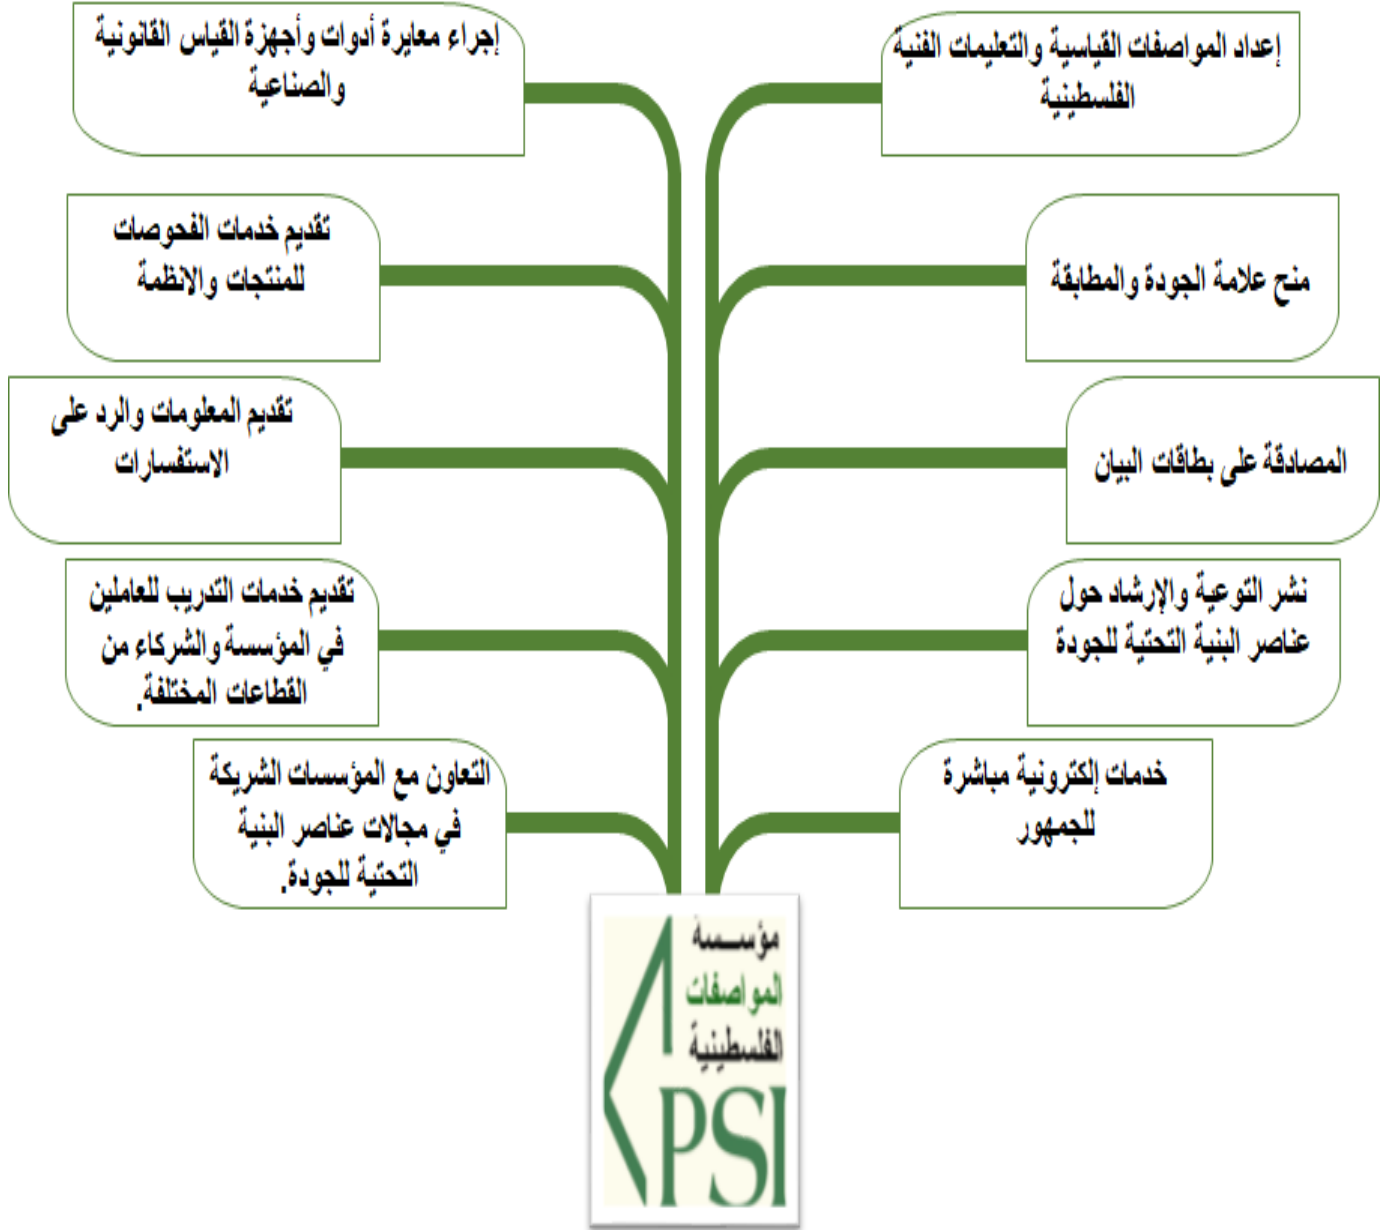 إعداد المواصفات القياسية والتعليمات الفنية
الفلسطينية
منح علامة الجودة والمطابقة
المصادقة على بطاقات البيان
نشر التوعية والإرشاد حول
عناصر البنية التحتية للجودة
خدمات إلكترونية مباشرة
للجمهور
إجراء معايرة أدوات وأجهزة القياس القانونية
والصناعية
تقديم خدمات الفحوصات
للمنتجات والانظمة
تقديم المعلومات والرد على
الاستفسارات
تقديم خدمات التدريب للعاملين
في المؤسسة والشركاء من
القطاعات المختلفة.
التعاون مع المؤسسات الشريكة
في مجالات عناصر البنية
التحتية للجودة.
مؤسسة
المواصفات
الفلسطينية
PSI